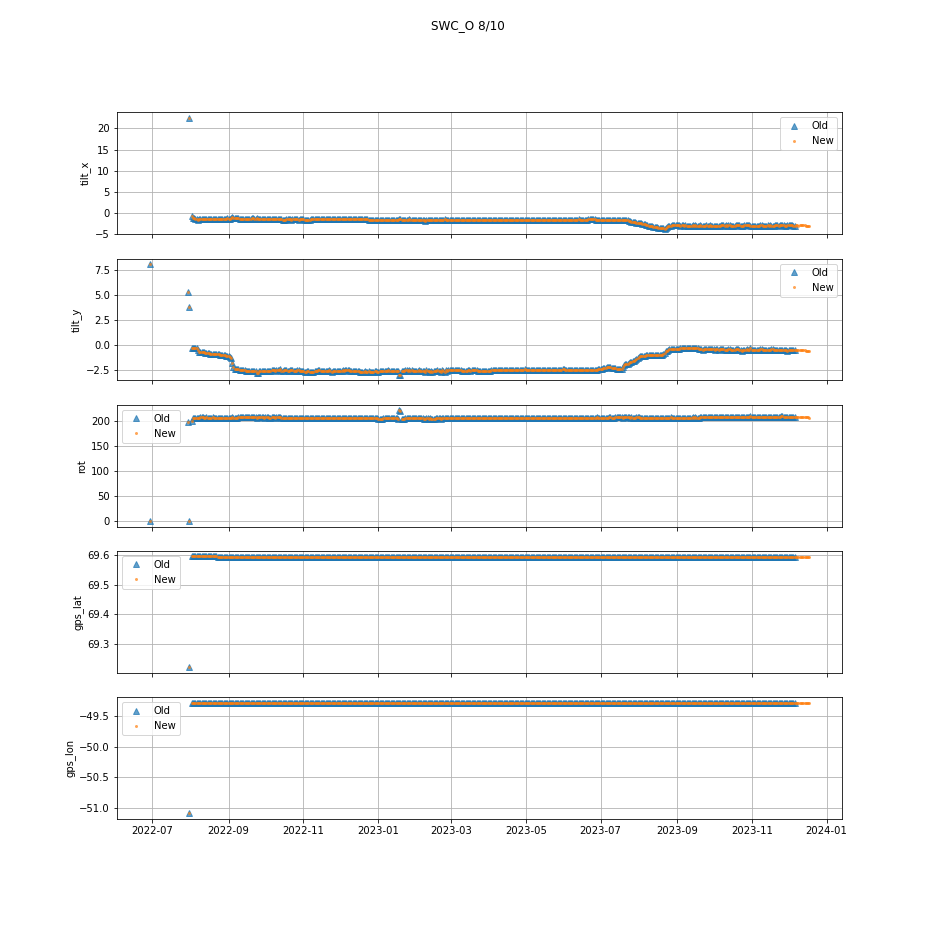 SWC_O 8/10
20
15
10
5
0
−5
tilt_x
Old
New
7.5
5.0
2.5
0.0
−2.5
tilt_y
Old
New
200
150
100
50
0
rot
Old
New
69.6
69.5
69.4
69.3
gps_lat
Old
New
−49.5
−50.0
−50.5
−51.0
gps_lon
Old
New
2022-07 2022-09 2022-11 2023-01 2023-03 2023-05 2023-07 2023-09 2023-11 2024-01